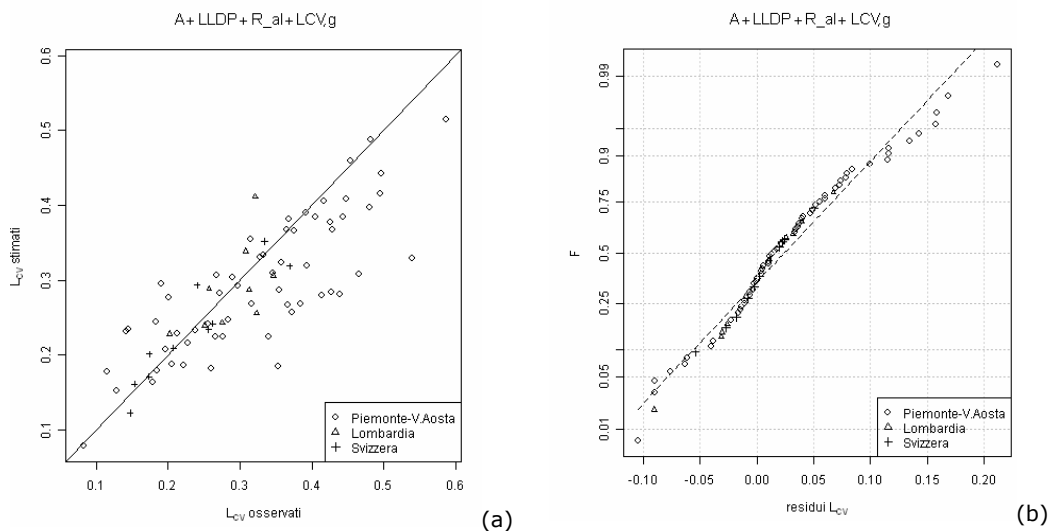 A + LLDP + R_al + LCV,g
L_CV stimati
0.6
0.5
0.4
0.3
0.2
0.1
Piemonte-V.Aosta
Lombardia
Svizzera
0.1 0.2 0.3 0.4 0.5 0.6
L_CV osservati
(a)
A + LLDP + R_al + LCV,g
F
0.99
0.9
0.75
0.5
0.25
0.05
0.01
Piemonte-V.Aosta
Lombardia
Svizzera
-0.10 -0.05 0.00 0.05 0.10 0.15 0.20
residui L_CV
(b)